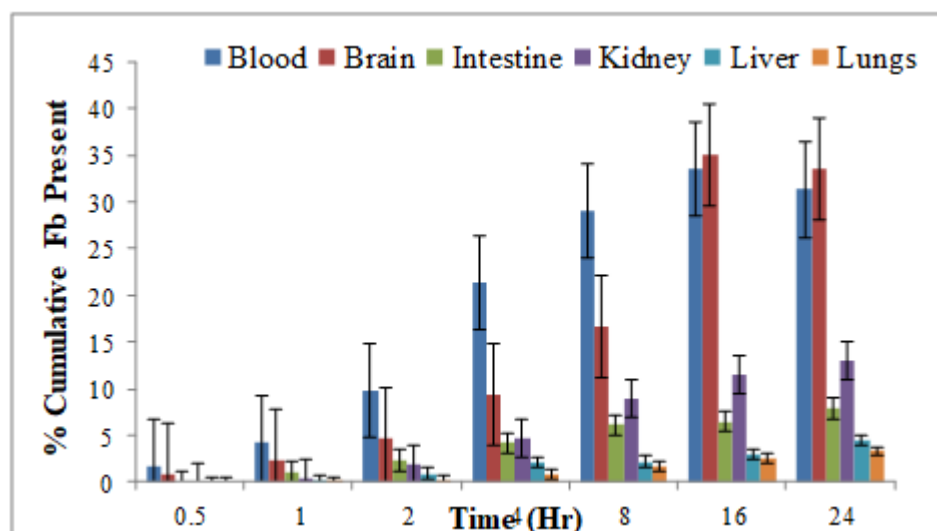 Blood Brain Intestine Kidney Liver Lungs
% Cumulative Fb Present
45
40
35
30
25
20
15
10
5
0
0.5 1 2 4 8 16 24
Time (Hr)